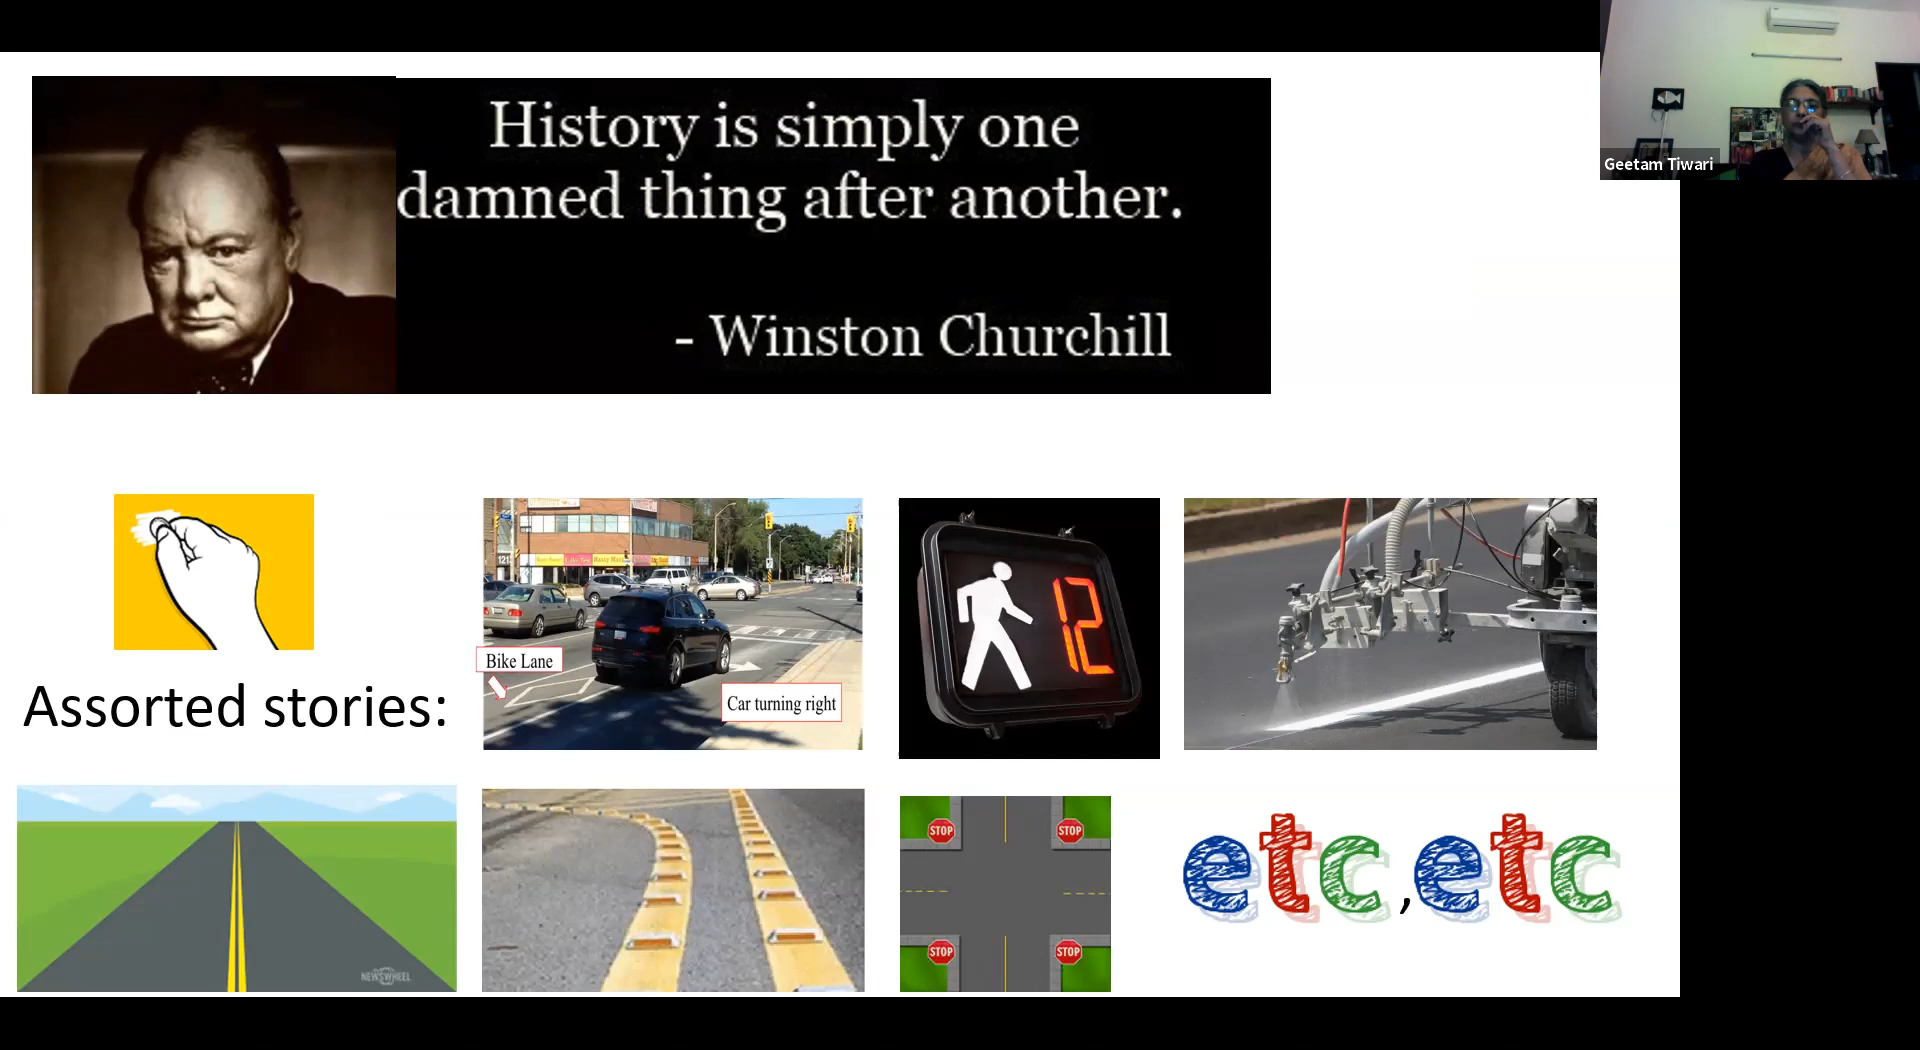 History is simply one
damned thing after another.
- Winston Churchill
Geetam Tiwari
Assorted stories:
Bike Lane
Car turning right
12
NEWSWHEEL
STOP
STOP
STOP
STOP
etc, etc